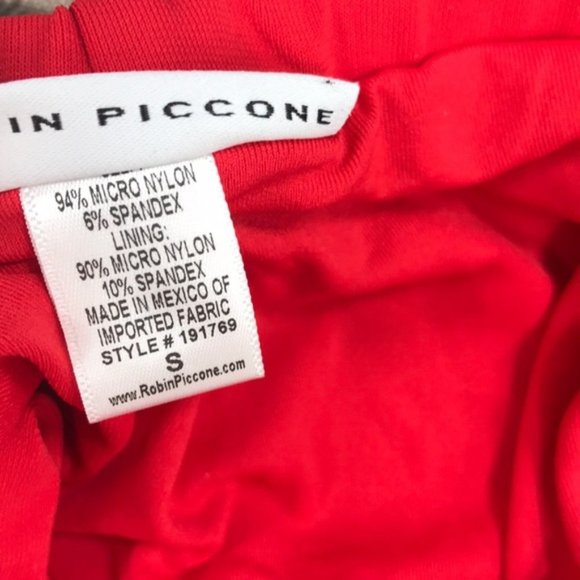 IN PICCONE
94% MICRO NYLON
6% SPANDEX
LINING:
90% MICRO NYLON
10% SPANDEX
MADE IN MEXICO OF
IMPORTED FABRIC
STYLE # 191769
S
www.RobinPiccone.com